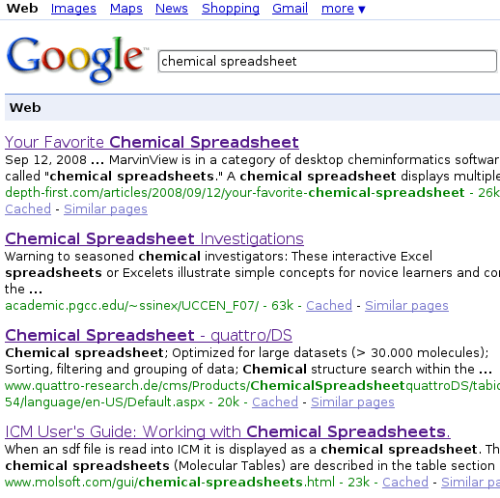 Web Images Maps News Shopping Gmail more ▼
Google™
chemical spreadsheet
Web
Your Favorite Chemical Spreadsheet
Sep 12, 2008 ... MarvinView is in a category of desktop cheminformatics softwar
called "chemical spreadsheets." A chemical spreadsheet displays multiple
depth-first.com/articles/2008/09/12/your-favorite-chemical-spreadsheet - 26k
Cached - Similar pages
Chemical Spreadsheet Investigations
Warning to seasoned chemical investigators: These interactive Excel
spreadsheets or Excelets illustrate simple concepts for novice learners and co
the ...
academic.pgcc.edu/~ssinex/UCCEN_F07/ - 63k - Cached - Similar pages
Chemical Spreadsheet - quattro/DS
Chemical spreadsheet; Optimized for large datasets (> 30.000 molecules);
Sorting, filtering and grouping of data; Chemical structure search within the ...
www.quattro-research.de/cms/Products/ChemicalSpreadsheetquattroDS/tabid
54/language/en-US/Default.aspx - 20k - Cached - Similar pages
ICM User's Guide: Working with Chemical Spreadsheets.
When an sdf file is read into ICM it is displayed as a chemical spreadsheet. Th
chemical spreadsheets (Molecular Tables) are described in the table section
www.molsoft.com/gui/chemical-spreadsheets.html - 23k - Cached - Similar pa